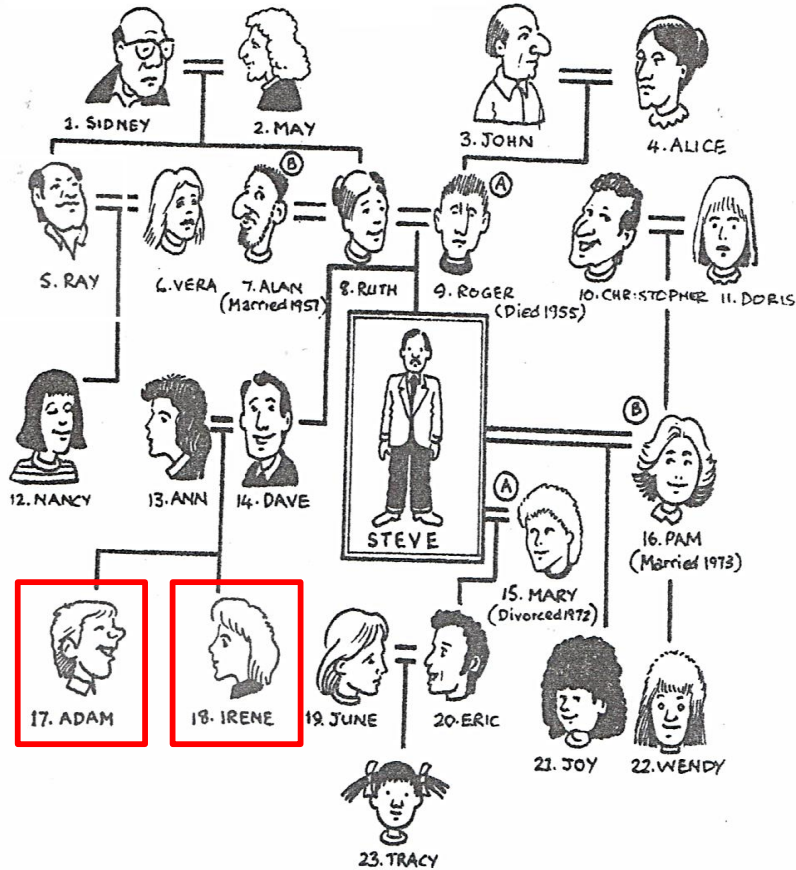 1. SIDNEY
2. MAY
3. JOHN
4. ALICE
B
A
5. RAY
6. VERA
7. ALAN
(Married 1957)
8. RUTH
9. ROGER
(Died 1955)
10. CHRISTOPHER
11. DORIS
12. NANCY
13. ANN
14. DAVE
STEVE
A
15. MARY
(Divorced 1972)
B
16. PAM
(Married 1973)
17. ADAM
18. IRENE
19. JUNE
20. ERIC
21. JOY
22. WENDY
23. TRACY